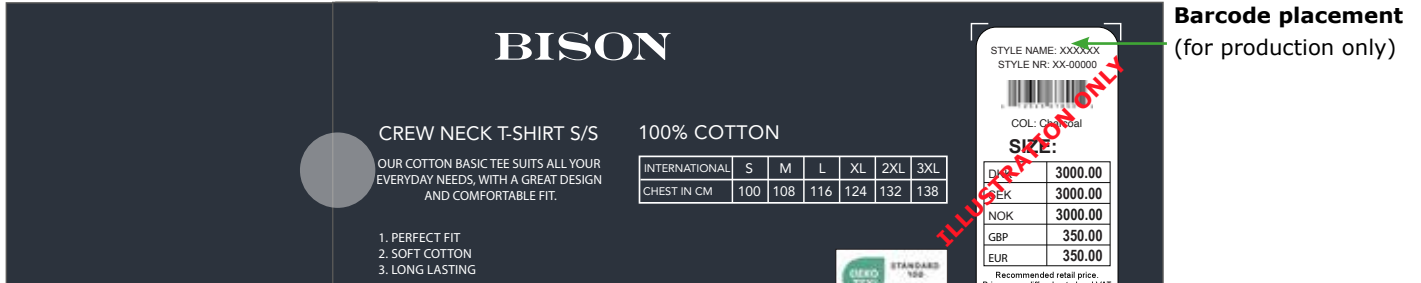 BISON
CREW NECK T-SHIRT S/S
OUR COTTON BASIC TEE SUITS ALL YOUR
EVERYDAY NEEDS, WITH A GREAT DESIGN
AND COMFORTABLE FIT.
1. PERFECT FIT
2. SOFT COTTON
3. LONG LASTING
100% COTTON
INTERNATIONAL S M L XL 2XL 3XL
CHEST IN CM 100 108 116 124 132 138
OEKO
TEX
STANDARD
100
STYLE NAME: XXXXXX
STYLE NR: XX-00000
COL: Charcoal
SIZE:
DKK 3000.00
SEK 3000.00
NOK 3000.00
GBP 350.00
EUR 350.00
Recommended retail price.
ILLUSTRATION ONLY
Barcode placement
(for production only)